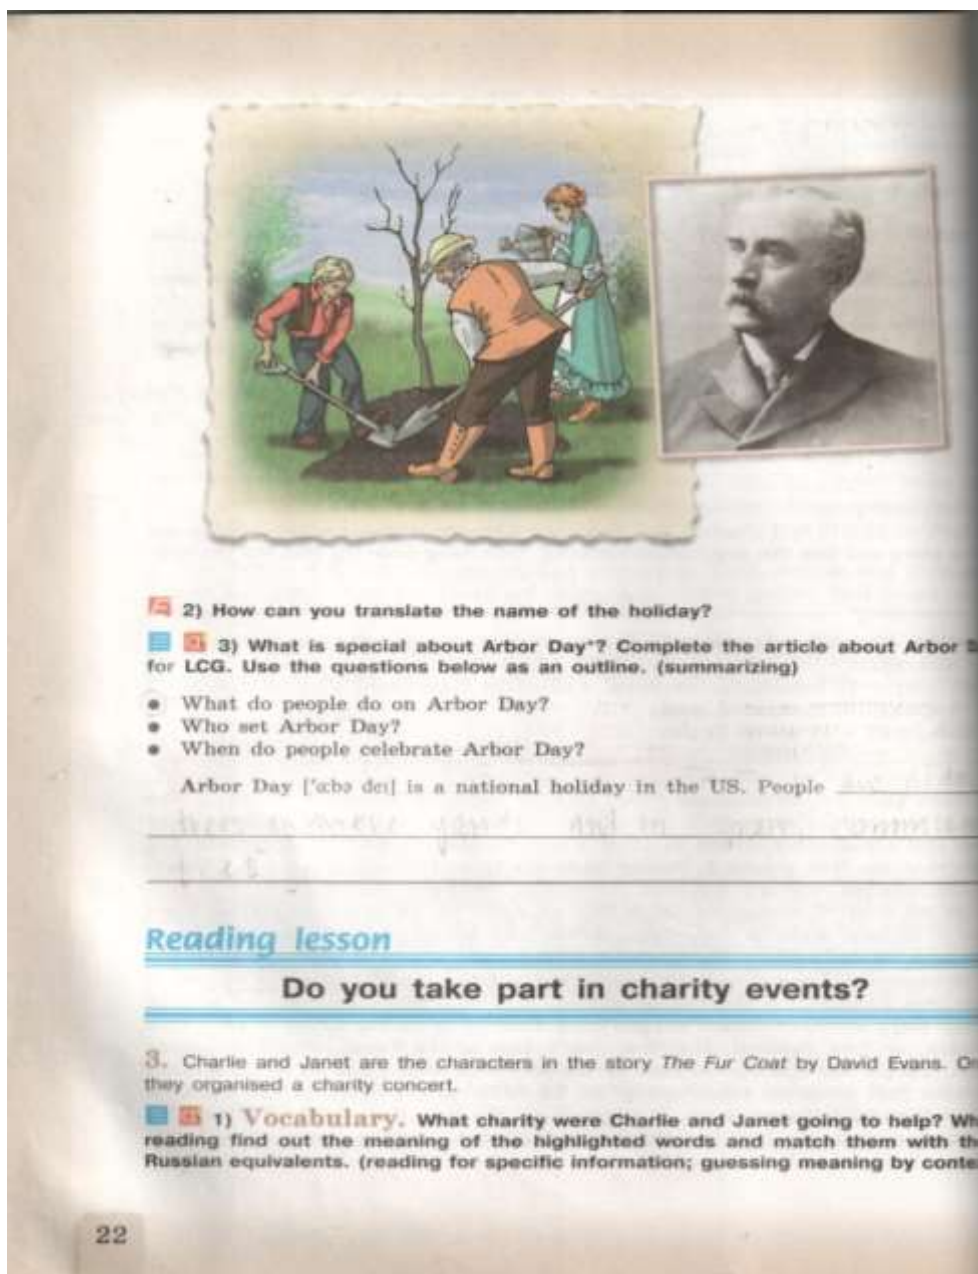 2) How can you translate the name of the holiday?
3) What is special about Arbor Day*? Complete the article about Arbor
for LCG. Use the questions below as an outline. (summarizing)
• What do people do on Arbor Day?
• Who set Arbor Day?
• When do people celebrate Arbor Day?
Arbor Day ['ɑ:bə deɪ] is a national holiday in the US. People
Reading lesson
Do you take part in charity events?
3. Charlie and Janet are the characters in the story The Fur Coat by David Evans.
they organised a charity concert.
1) Vocabulary. What charity were Charlie and Janet going to help?
reading find out the meaning of the highlighted words and match them with
Russian equivalents. (reading for specific information; guessing meaning by
22